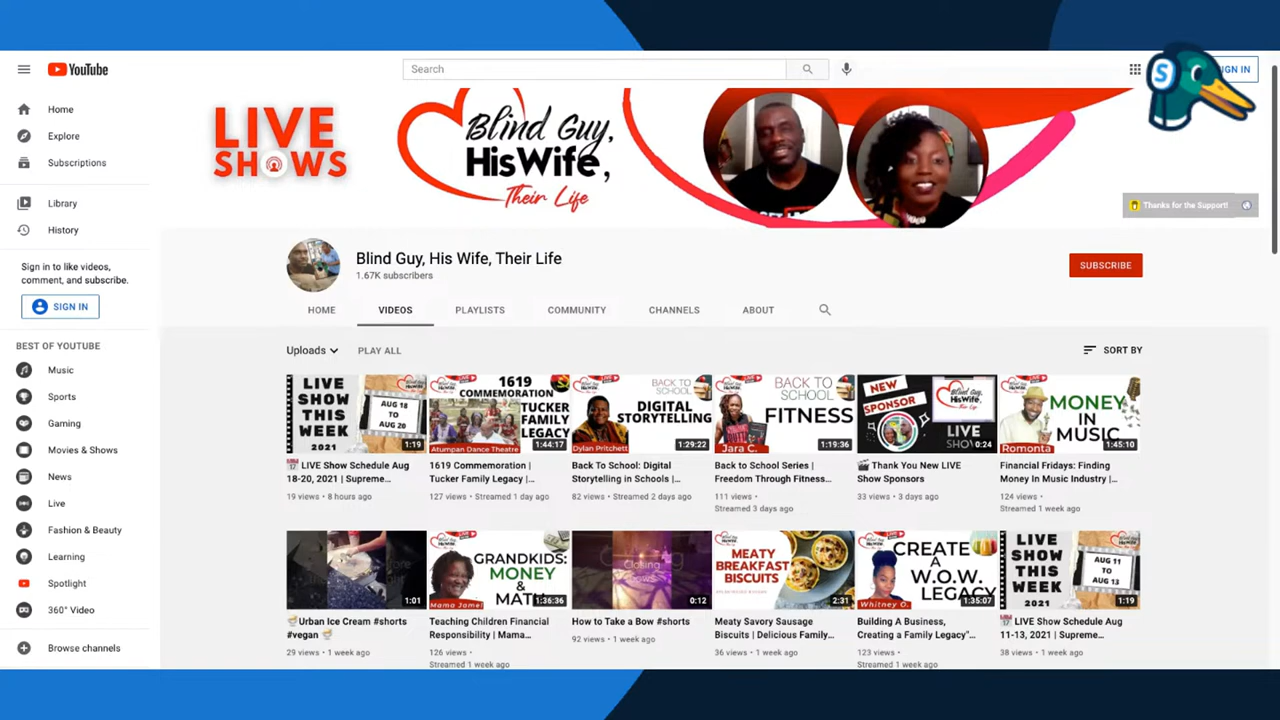 YouTube
Search
S
SIGN IN
Home
Explore
Subscriptions
Library
History
Sign in to like videos,
comment, and subscribe.
SIGN IN
BEST OF YOUTUBE
Music
Sports
Gaming
Movies & Shows
News
Live
Fashion & Beauty
Learning
Spotlight
360° Video
Browse channels
LIVE
SHOWS
Blind Guy,
His Wife,
Their Life
Thanks for the Support!
Blind Guy, His Wife, Their Life
1.67K subscribers
SUBSCRIBE
HOME
VIDEOS
PLAYLISTS
COMMUNITY
CHANNELS
ABOUT
Uploads
PLAY ALL
SORT BY
LIVE
SHOW
THIS
WEEK
2021
AUG 18
TO
AUG 20
1:19
LIVE Show Schedule Aug
18-20, 2021 | Supreme...
19 views • 8 hours ago
1619
COMMEMORATION
TUCKER
FAMILY
LEGACY
Atumpan Dance Theatre
1:44:17
1619 Commemoration |
Tucker Family Legacy |...
127 views • Streamed 1 day ago
BACK TO
SCHOOL
DIGITAL
STORYTELLING
Dylan Pritchett
1:29:22
Back To School: Digital
Storytelling in Schools |...
82 views • Streamed 2 days ago
BACK TO
SCHOOL
FITNESS
Jara C.
1:19:36
Back to School Series |
Freedom Through Fitness...
111 views •
Streamed 3 days ago
NEW
SPONSOR
Blind Guy,
His Wife,
LIVE
SHOW
0:24
Thank You New LIVE
Show Sponsors
33 views • 3 days ago
MONEY
IN
MUSIC
Romonta
1:45:10
Financial Fridays: Finding
Money In Music Industry |...
124 views •
Streamed 1 week ago
1:01
Urban Ice Cream #shorts
#vegan
29 views • 1 week ago
GRANDKIDS:
MONEY
&
MATH
Mama Jamel
1:36:36
Teaching Children Financial
Responsibility | Mama...
126 views •
Streamed 1 week ago
Closing
0:12
How to Take a Bow #shorts
92 views • 1 week ago
MEATY
BREAKFAST
BISCUITS
2:31
Meaty Savory Sausage
Biscuits | Delicious Family...
36 views • 1 week ago
CREATE
A
W.O.W.
LEGACY
Whitney O.
1:35:07
Building A Business,
Creating a Family Legacy"...
123 views •
Streamed 1 week ago
LIVE
SHOW
THIS
WEEK
2021
AUG 11
TO
AUG 13
1:19
LIVE Show Schedule Aug
11-13, 2021 | Supreme...
38 views • 1 week ago